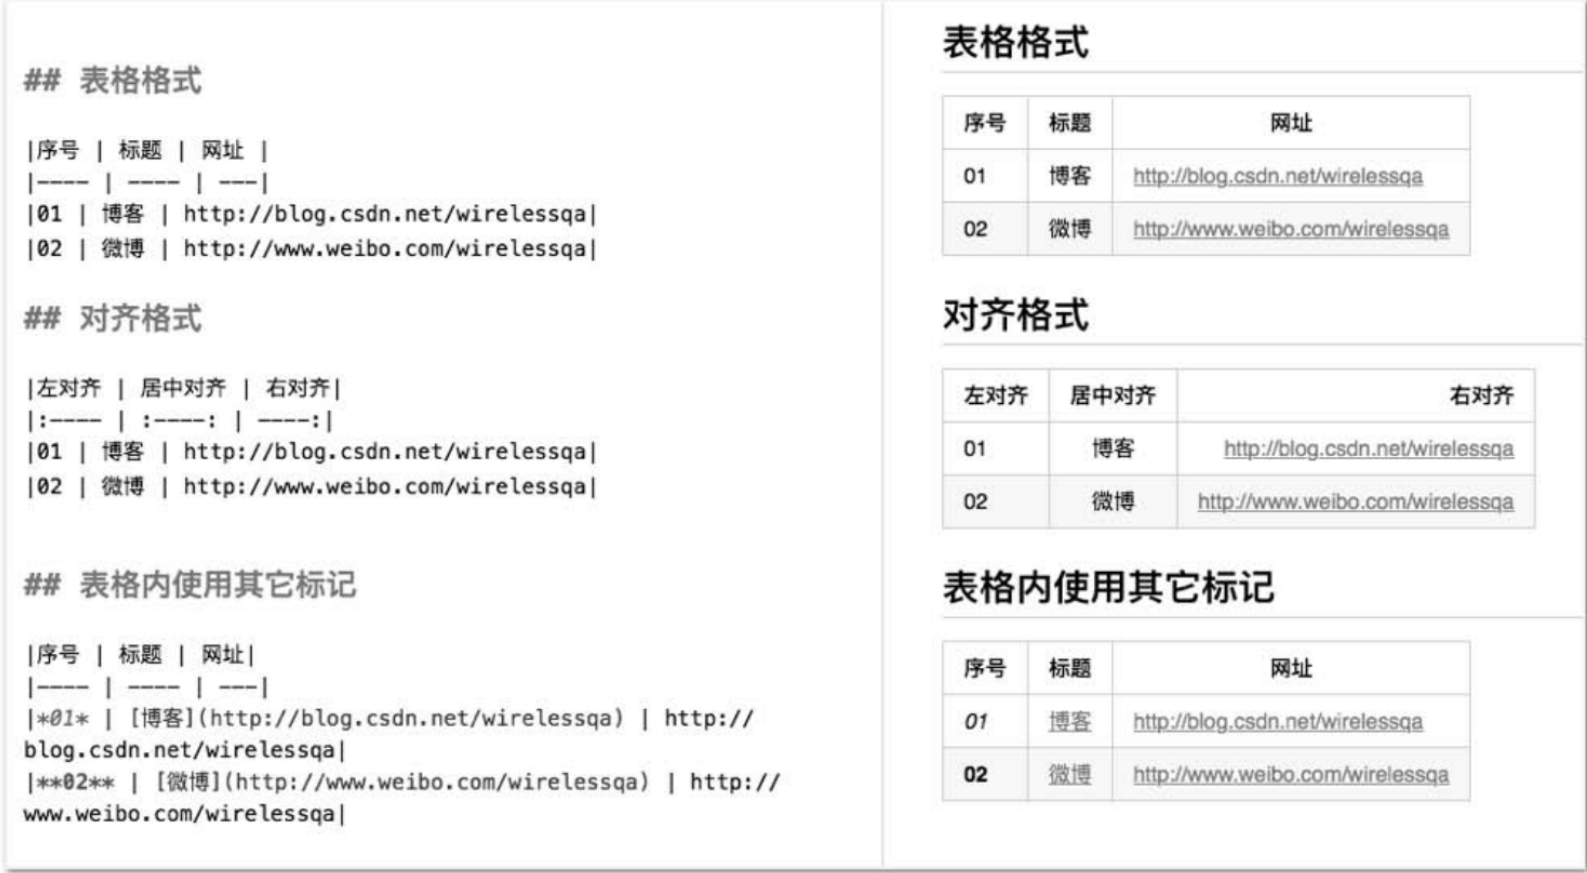 ## 表格格式
|序号 | 标题 | 网址 |
|---- | ---- | ---|
|01 | 博客 | http://blog.csdn.net/wirelessqa|
|02 | 微博 | http://www.weibo.com/wirelessqa|
## 对齐格式
|左对齐 | 居中对齐 | 右对齐|
|:---- | :----: | ----:|
|01 | 博客 | http://blog.csdn.net/wirelessqa|
|02 | 微博 | http://www.weibo.com/wirelessqa|
## 表格内使用其它标记
|序号 | 标题 | 网址|
|---- | ---- | ---|
|*01* | [博客](http://blog.csdn.net/wirelessqa) | http://
blog.csdn.net/wirelessqa|
|**02** | [微博](http://www.weibo.com/wirelessqa) | http://
www.weibo.com/wirelessqa|
表格格式
序号 标题 网址
01 博客 http://blog.csdn.net/wirelessqa
02 微博 http://www.weibo.com/wirelessqa
对齐格式
左对齐 居中对齐 右对齐
01 博客 http://blog.csdn.net/wirelessqa
02 微博 http://www.weibo.com/wirelessqa
表格内使用其它标记
序号 标题 网址
01 博客 http://blog.csdn.net/wirelessqa
02 微博 http://www.weibo.com/wirelessqa